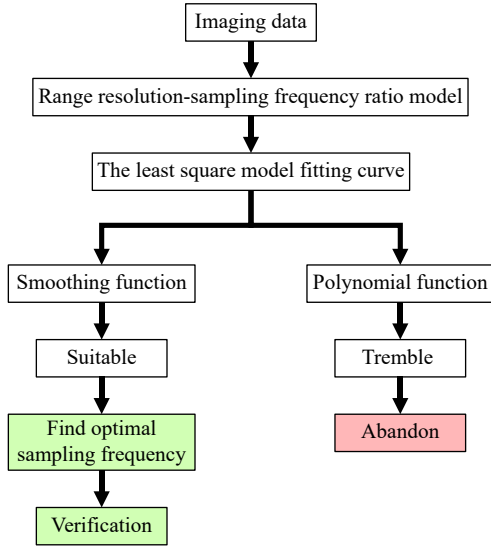 Imaging data
Range resolution-sampling frequency ratio model
The least square model fitting curve
Smoothing function
Polynomial function
Suitable
Tremble
Find optimal
sampling frequency
Abandon
Verification